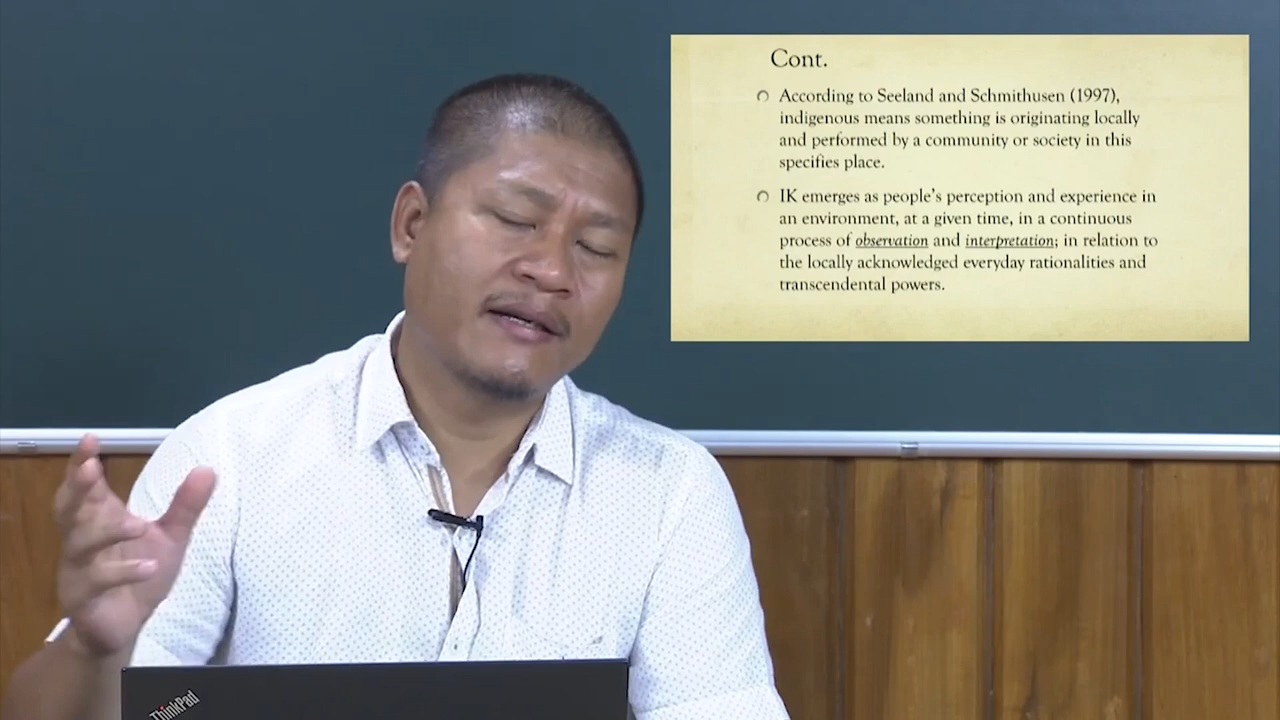 Cont.
According to Seeland and Schmithusen (1997),
indigenous means something is originating locally
and performed by a community or society in this
specifies place.
IK emerges as people's perception and experience in
an environment, at a given time, in a continuous
process of observation and interpretation; in relation to
the locally acknowledged everyday rationalities and
transcendental powers.
ThinkPad